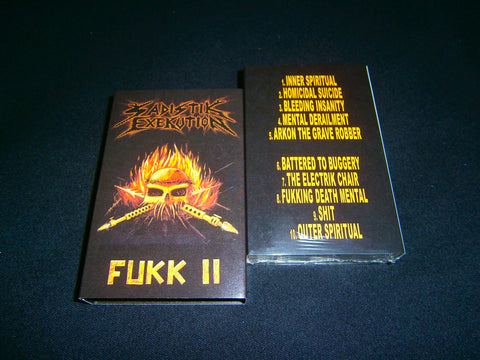 SADISTIK
EXEKUTION
FUKK II
1. INNER SPIRITUAL
2. HOMICIDAL SUICIDE
3. BLEEDING INSANITY
4. MENTAL DERAILMENT
5. ARKON THE GRAVE ROBBER
6. BATTERED TO BUGGERY
7. THE ELECTRIK CHAIR
8. FUKKING DEATH MENTAL
9. SHIT
10. OUTER SPIRITUAL